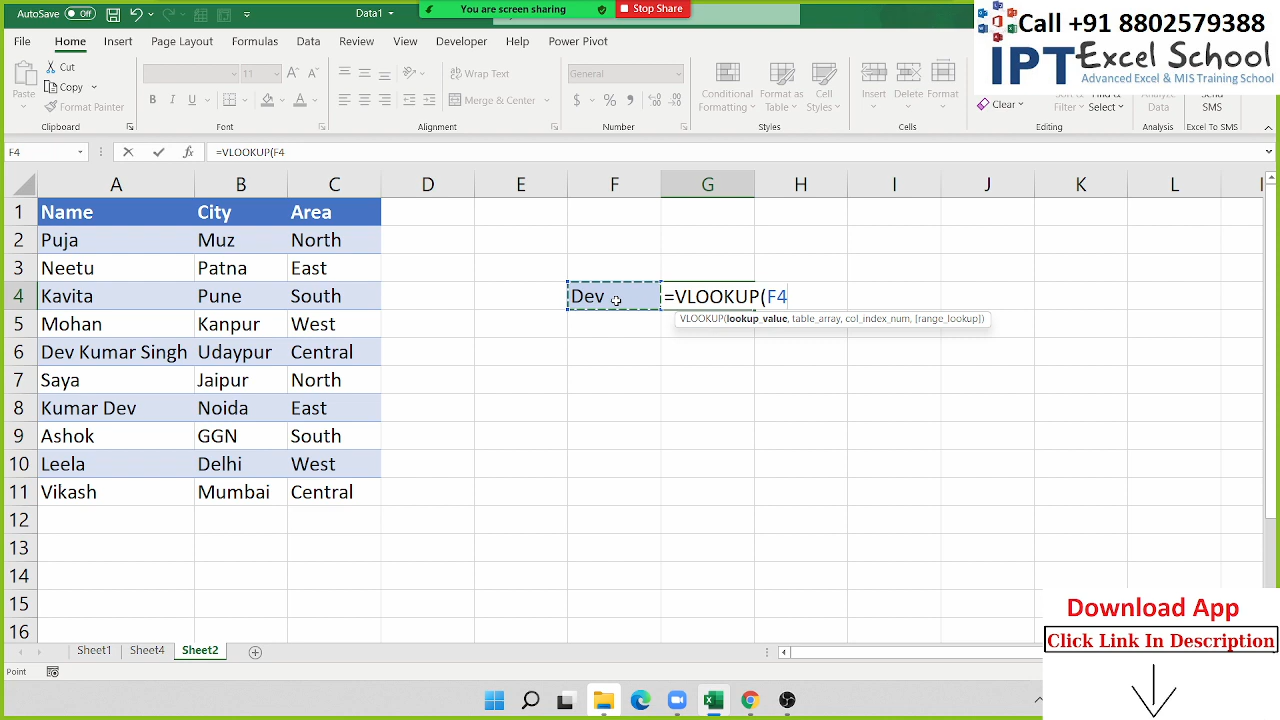 AutoSave Off
Data1
You are screen sharing
Stop Share
Call +91 8802579388
IPT Excel School
Advanced Excel & MIS Training School
File Home Insert Page Layout Formulas Data Review View Developer Help Power Pivot
Paste
Cut
Copy
Format Painter
Clipboard
11
B I U
Font
Wrap Text
Merge & Center
Alignment
General
$ % 9
Number
Conditional Formatting
Format as Table
Cell Styles
Styles
Insert Delete Format
Cells
Clear
Filter Select
Editing
Analyze Data
Analysis
Send SMS
Excel To SMS
F4 fx =VLOOKUP(F4
A B C D E F G H I J K L
1 Name City Area
2 Puja Muz North
3 Neetu Patna East
4 Kavita Pune South Dev =VLOOKUP(F4
VLOOKUP(lookup_value, table_array, col_index_num, [range_lookup])
5 Mohan Kanpur West
6 Dev Kumar Singh Udaypur Central
7 Saya Jaipur North
8 Kumar Dev Noida East
9 Ashok GGN South
10 Leela Delhi West
11 Vikash Mumbai Central
12
13
14
15
16
Sheet1 Sheet4 Sheet2
Point
Download App
Click Link In Description